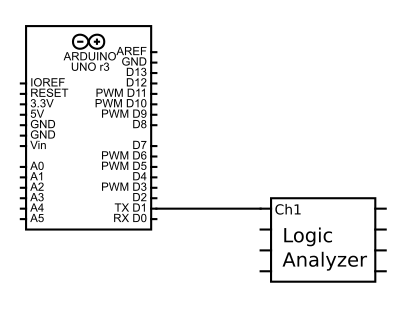 ARDUINO
UNO r3
AREF
GND
D13
IOREF D12
RESET PWM D11
3.3V PWM D10
5V PWM D9
GND D8
GND
Vin D7
PWM D6
A0 PWM D5
A1 D4
A2 PWM D3
A3 D2
A4 TX D1
A5 RX D0
Ch1
Logic
Analyzer